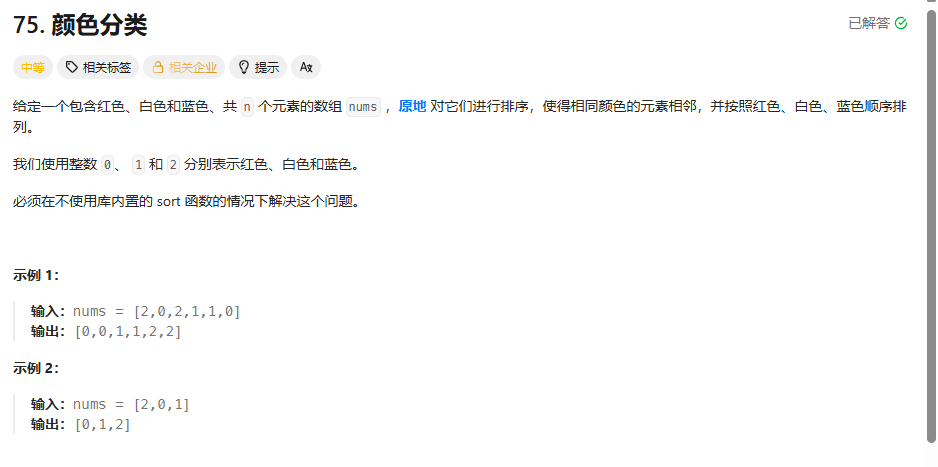 75. 颜色分类
已解答
中等 相关标签 相关企业 提示 Ax
给定一个包含红色、白色和蓝色、共 n 个元素的数组 nums ，原地 对它们进行排序，使得相同颜色的元素相邻，并按照红色、白色、蓝色顺序排
列。
我们使用整数 0、 1 和 2 分别表示红色、白色和蓝色。
必须在不使用库内置的 sort 函数的情况下解决这个问题。
示例 1：
输入：nums = [2,0,2,1,1,0]
输出：[0,0,1,1,2,2]
示例 2：
输入：nums = [2,0,1]
输出：[0,1,2]